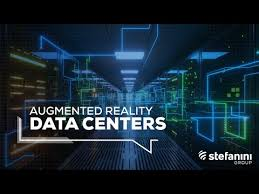 AUGMENTED REALITY
DATA CENTERS
stefanini
GROUP